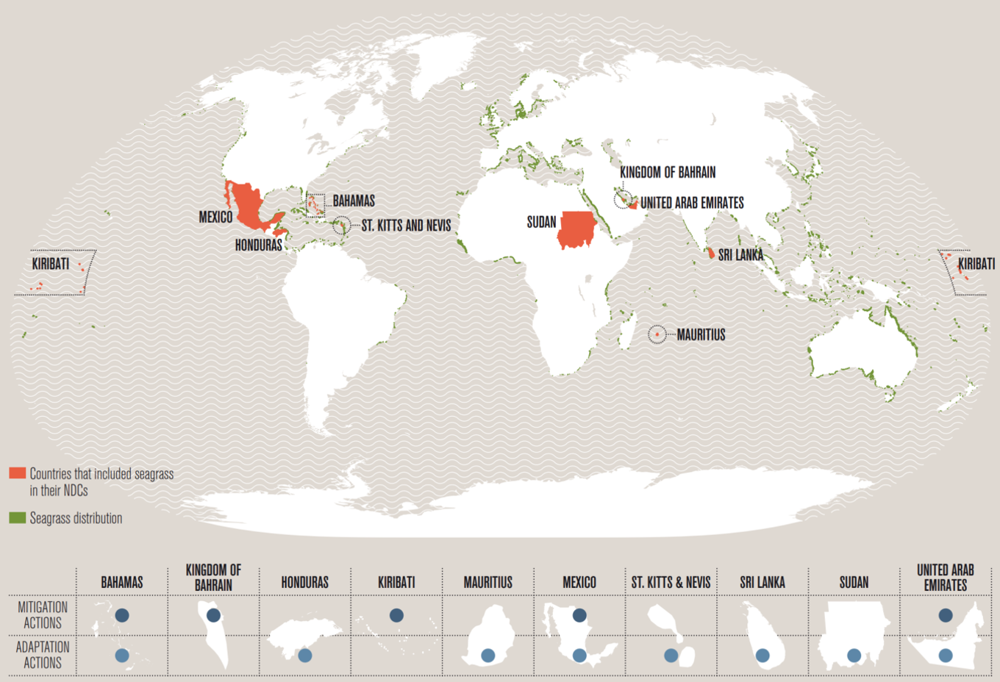 KINGDOM OF BAHRAIN
BAHAMAS
UNITED ARAB EMIRATES
MEXICO
SUDAN
ST. KITTS AND NEVIS
HONDURAS
SRI LANKA
KIRIBATI
KIRIBATI
MAURITIUS
Countries that included seagrass
in their NDCs
Seagrass distribution
BAHAMAS
KINGDOM OF
BAHRAIN
HONDURAS
KIRIBATI
MAURITIUS
MEXICO
ST. KITTS & NEVIS
SRI LANKA
SUDAN
UNITED ARAB
EMIRATES
MITIGATION
ACTIONS
ADAPTATION
ACTIONS